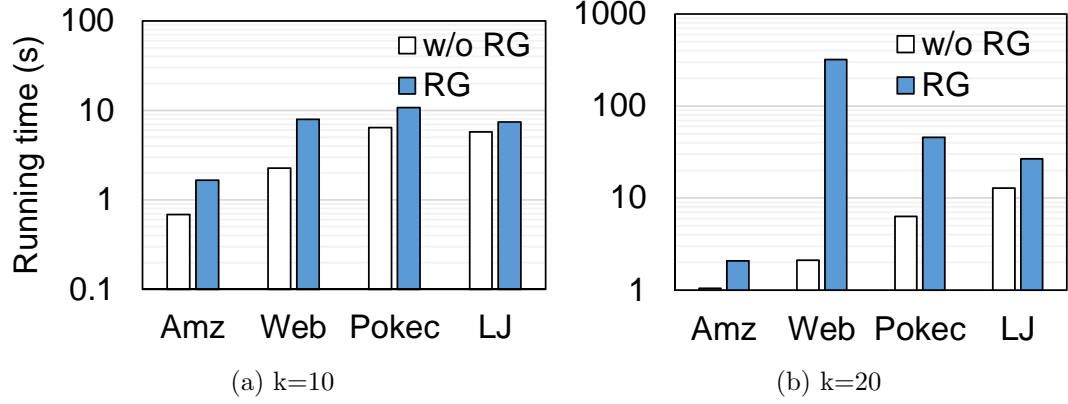 Running time (s)
100
10
1
0.1
w/o RG
RG
Amz Web Pokec LJ
(a) k=10
1000
100
10
1
w/o RG
RG
Amz Web Pokec LJ
(b) k=20